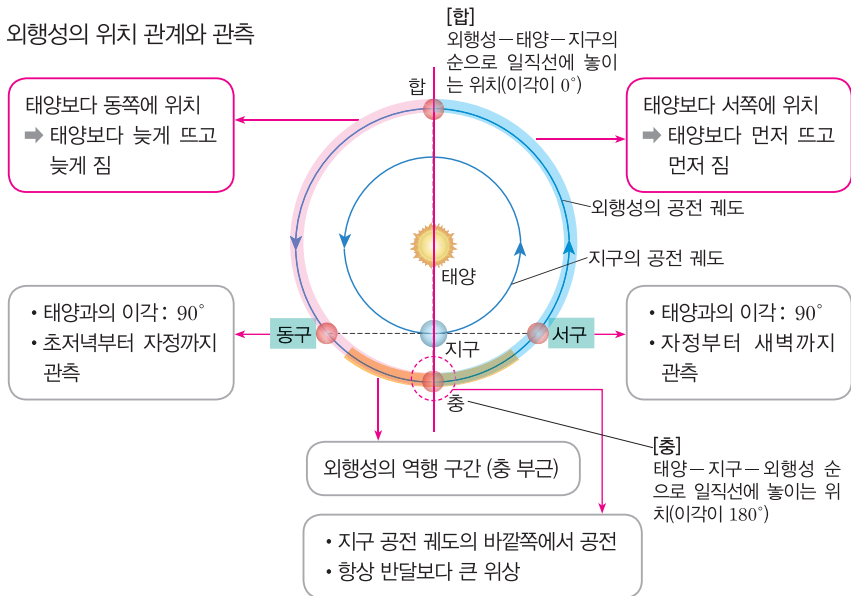 외행성의 위치 관계와 관측
[합]
외행성-태양-지구의
순으로 일직선에 놓이
는 위치(이각이 0°)
합
태양보다 동쪽에 위치
➡ 태양보다 늦게 뜨고
늦게 짐
태양보다 서쪽에 위치
➡ 태양보다 먼저 뜨고
먼저 짐
외행성의 공전 궤도
지구의 공전 궤도
태양
• 태양과의 이각: 90°
• 초저녁부터 자정까지
관측
동구
지구
서구
• 태양과의 이각: 90°
• 자정부터 새벽까지
관측
충
외행성의 역행 구간 (충 부근)
[충]
태양-지구-외행성 순
으로 일직선에 놓이는 위
치(이각이 180°)
• 지구 공전 궤도의 바깥쪽에서 공전
• 항상 반달보다 큰 위상